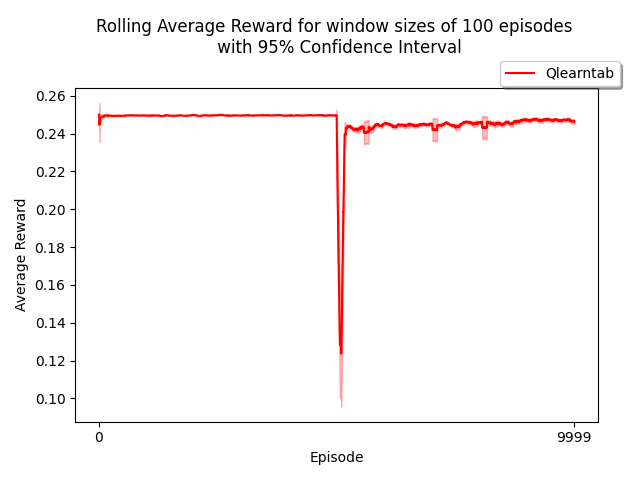 Rolling Average Reward for window sizes of 100 episodes
with 95% Confidence Interval
Qlearntab
0.26
0.24
0.22
0.20
0.18
0.16
0.14
0.12
0.10
Average Reward
0
9999
Episode